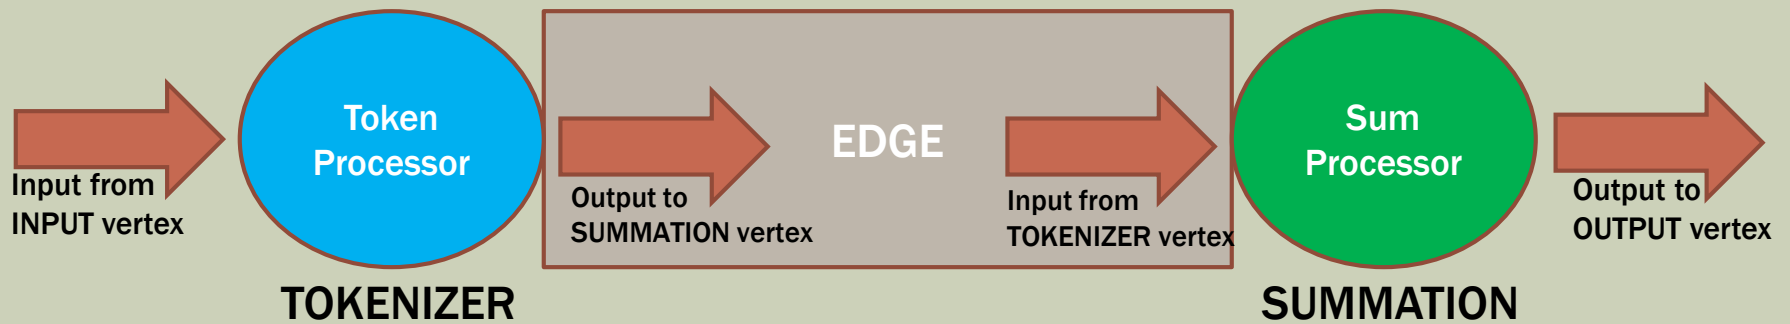 Input from
INPUT vertex
Token
Processor
TOKENIZER
Output to
SUMMATION vertex
EDGE
Input from
TOKENIZER vertex
Sum
Processor
SUMMATION
Output to
OUTPUT vertex